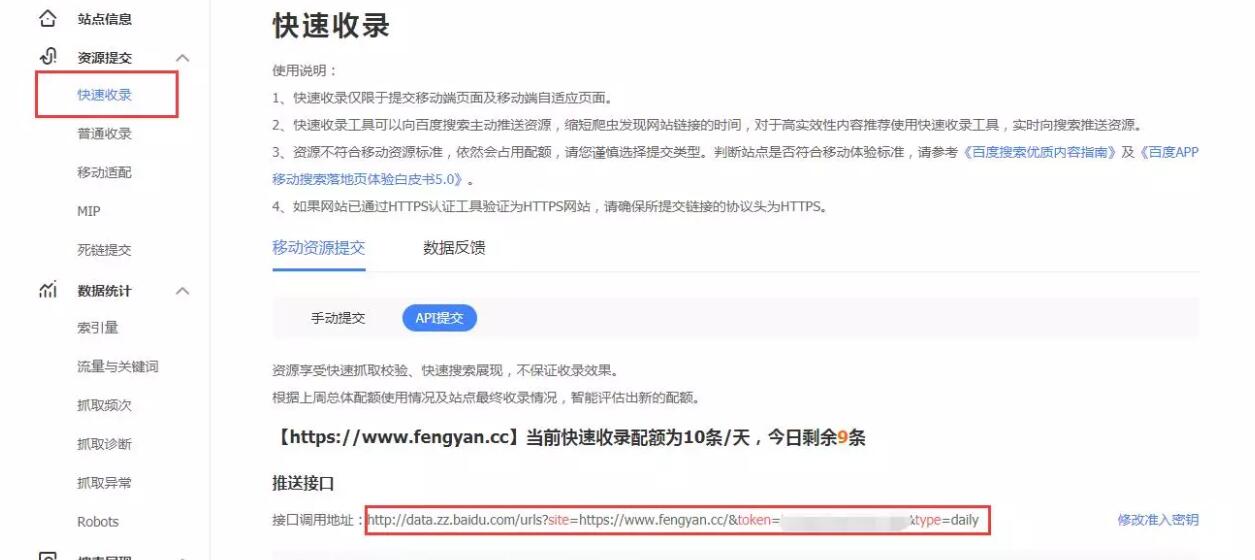 站点信息
资源提交
快速收录
普通收录
移动适配
MIP
死链提交
数据统计
索引量
流量与关键词
抓取频次
抓取诊断
抓取异常
Robots
快速收录
使用说明：
1、快速收录仅限于提交移动端页面及移动端自适应页面。
2、快速收录工具可以向百度搜索主动推送资源，缩短爬虫发现网站链接的时间，对于高实效性内容推荐使用快速收录工具，实时向搜索推送资源。
3、资源不符合移动资源标准，依然会占用配额，请您谨慎选择提交类型。判断站点是否符合移动体验标准，请参考《百度搜索优质内容指南》及《百度APP
移动搜索落地页体验白皮书5.0》。
4、如果网站已通过HTTPS认证工具验证为HTTPS网站，请确保所提交链接的协议头为HTTPS。
移动资源提交 数据反馈
手动提交 API提交
资源享受快速抓取校验、快速搜索展现，不保证收录效果。
根据上周总体配额使用情况及站点最终收录情况，智能评估出新的配额。
【https://www.fengyan.cc】当前快速收录配额为10条/天，今日剩余9条
推送接口
接口调用地址：http://data.zz.baidu.com/urls?site=https://www.fengyan.cc/&token= &type=daily 修改准入密钥